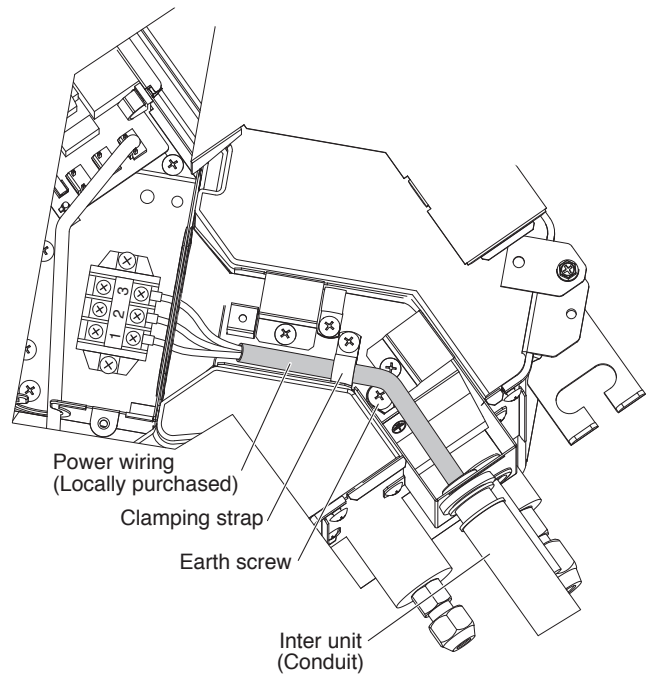 3
2
1
Power wiring
(Locally purchased)
Clamping strap
Earth screw
Inter unit
(Conduit)